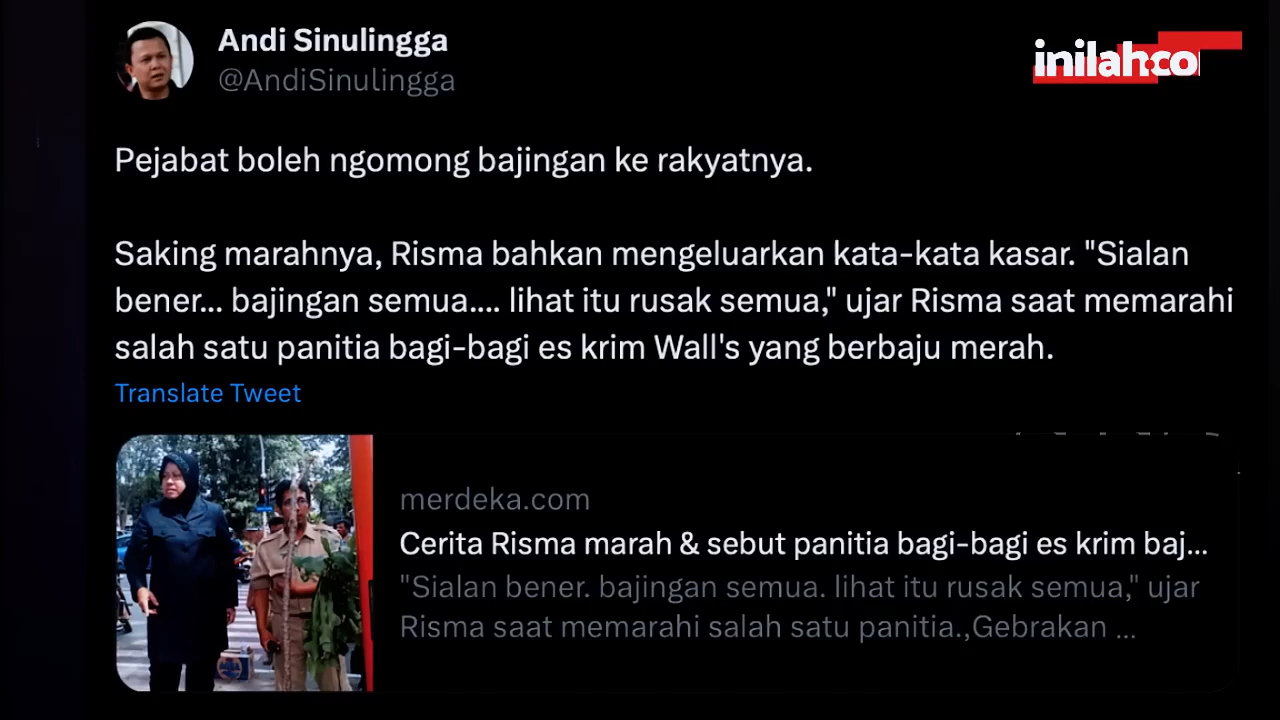 Andi Sinulingga
@AndiSinulingga
inilah.co
Pejabat boleh ngomong bajingan ke rakyatnya.
Saking marahnya, Risma bahkan mengeluarkan kata-kata kasar. "Sialan
bener... bajingan semua.... lihat itu rusak semua," ujar Risma saat memarahi
salah satu panitia bagi-bagi es krim Wall's yang berbaju merah.
Translate Tweet
merdeka.com
Cerita Risma marah & sebut panitia bagi-bagi es krim baj...
"Sialan bener. bajingan semua. lihat itu rusak semua," ujar
Risma saat memarahi salah satu panitia.,Gebrakan ...